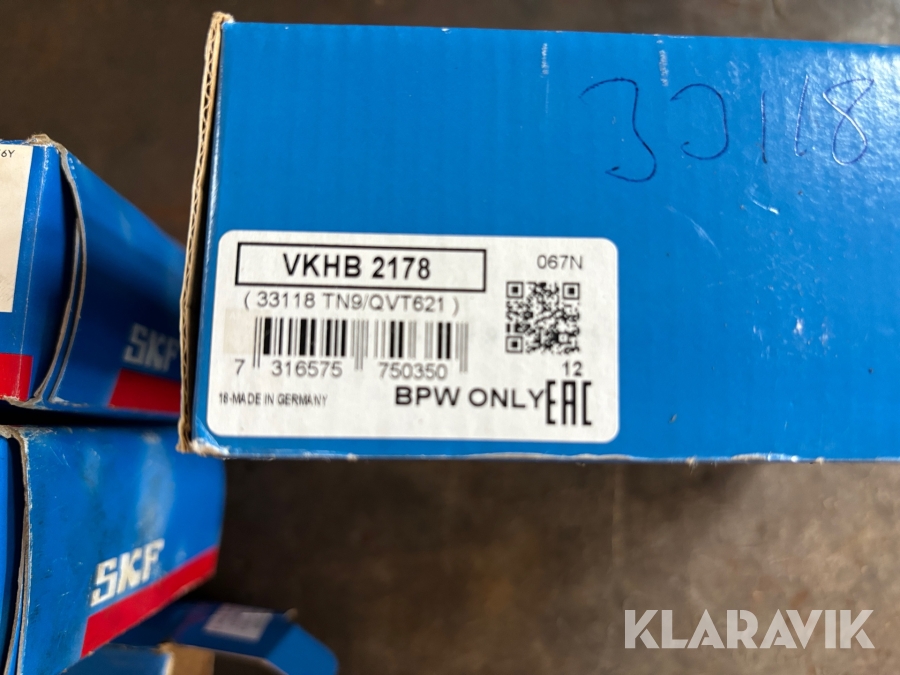 33118
VKHB 2178
067N
( 33118 TN9/QVT621 )
7 316575 750350
12
18-MADE IN GERMANY
BPW ONLY
EAC
6Y
SKF
SKF
KLARAVIK